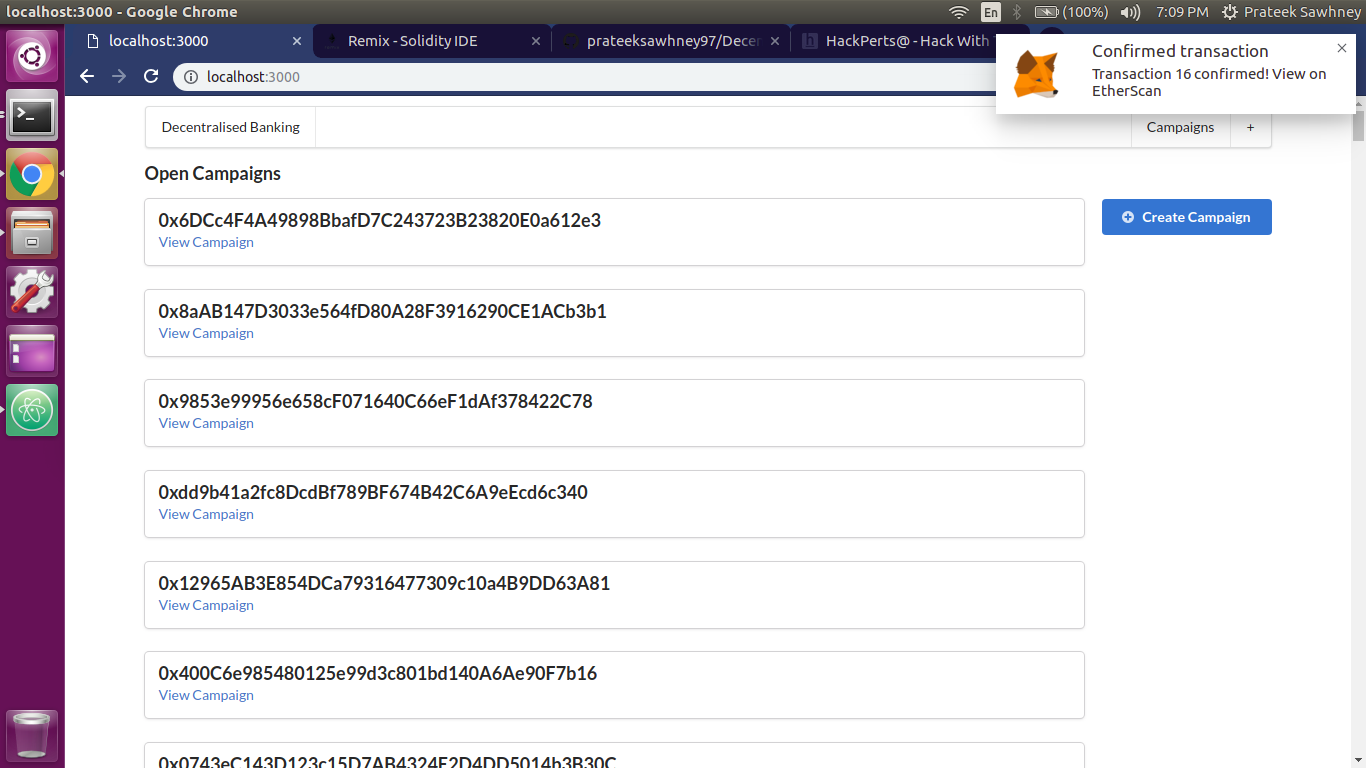 localhost:3000 - Google Chrome
En
(100%)
7:09 PM
Prateek Sawhney
localhost:3000
Remix - Solidity IDE
prateeksawhney97/Decer
HackPerts@ - Hack With
localhost:3000
Confirmed transaction
Transaction 16 confirmed! View on
EtherScan
Decentralised Banking
Campaigns
+
Open Campaigns
0x6DCc4F4A49898BbafD7C243723B23820E0a612e3
View Campaign
Create Campaign
0x8aAB147D3033e564fD80A28F3916290CE1ACb3b1
View Campaign
0x9853e99956e658cF071640C66eF1dAf378422C78
View Campaign
0xdd9b41a2fc8DcdBf789BF674B42C6A9eEcd6c340
View Campaign
0x12965AB3E854DCa79316477309c10a4B9DD63A81
View Campaign
0x400C6e985480125e99d3c801bd140A6Ae90F7b16
View Campaign
0x0743eC143D123c15D7AB4324F2D4DD5014b3B30C